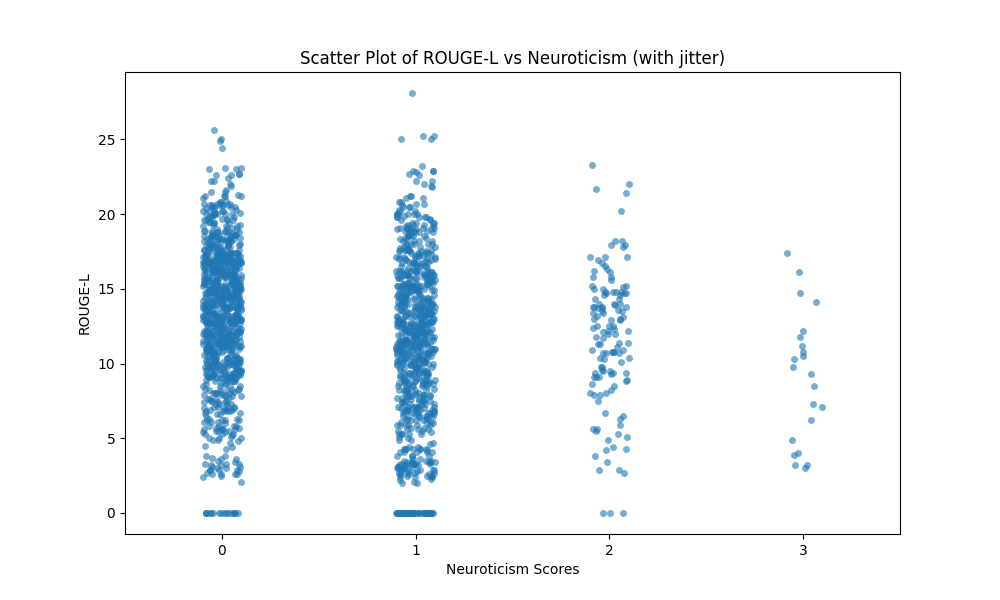 Scatter Plot of ROUGE-L vs Neuroticism (with jitter)
ROUGE-L
25
20
15
10
5
0
0 1 2 3
Neuroticism Scores